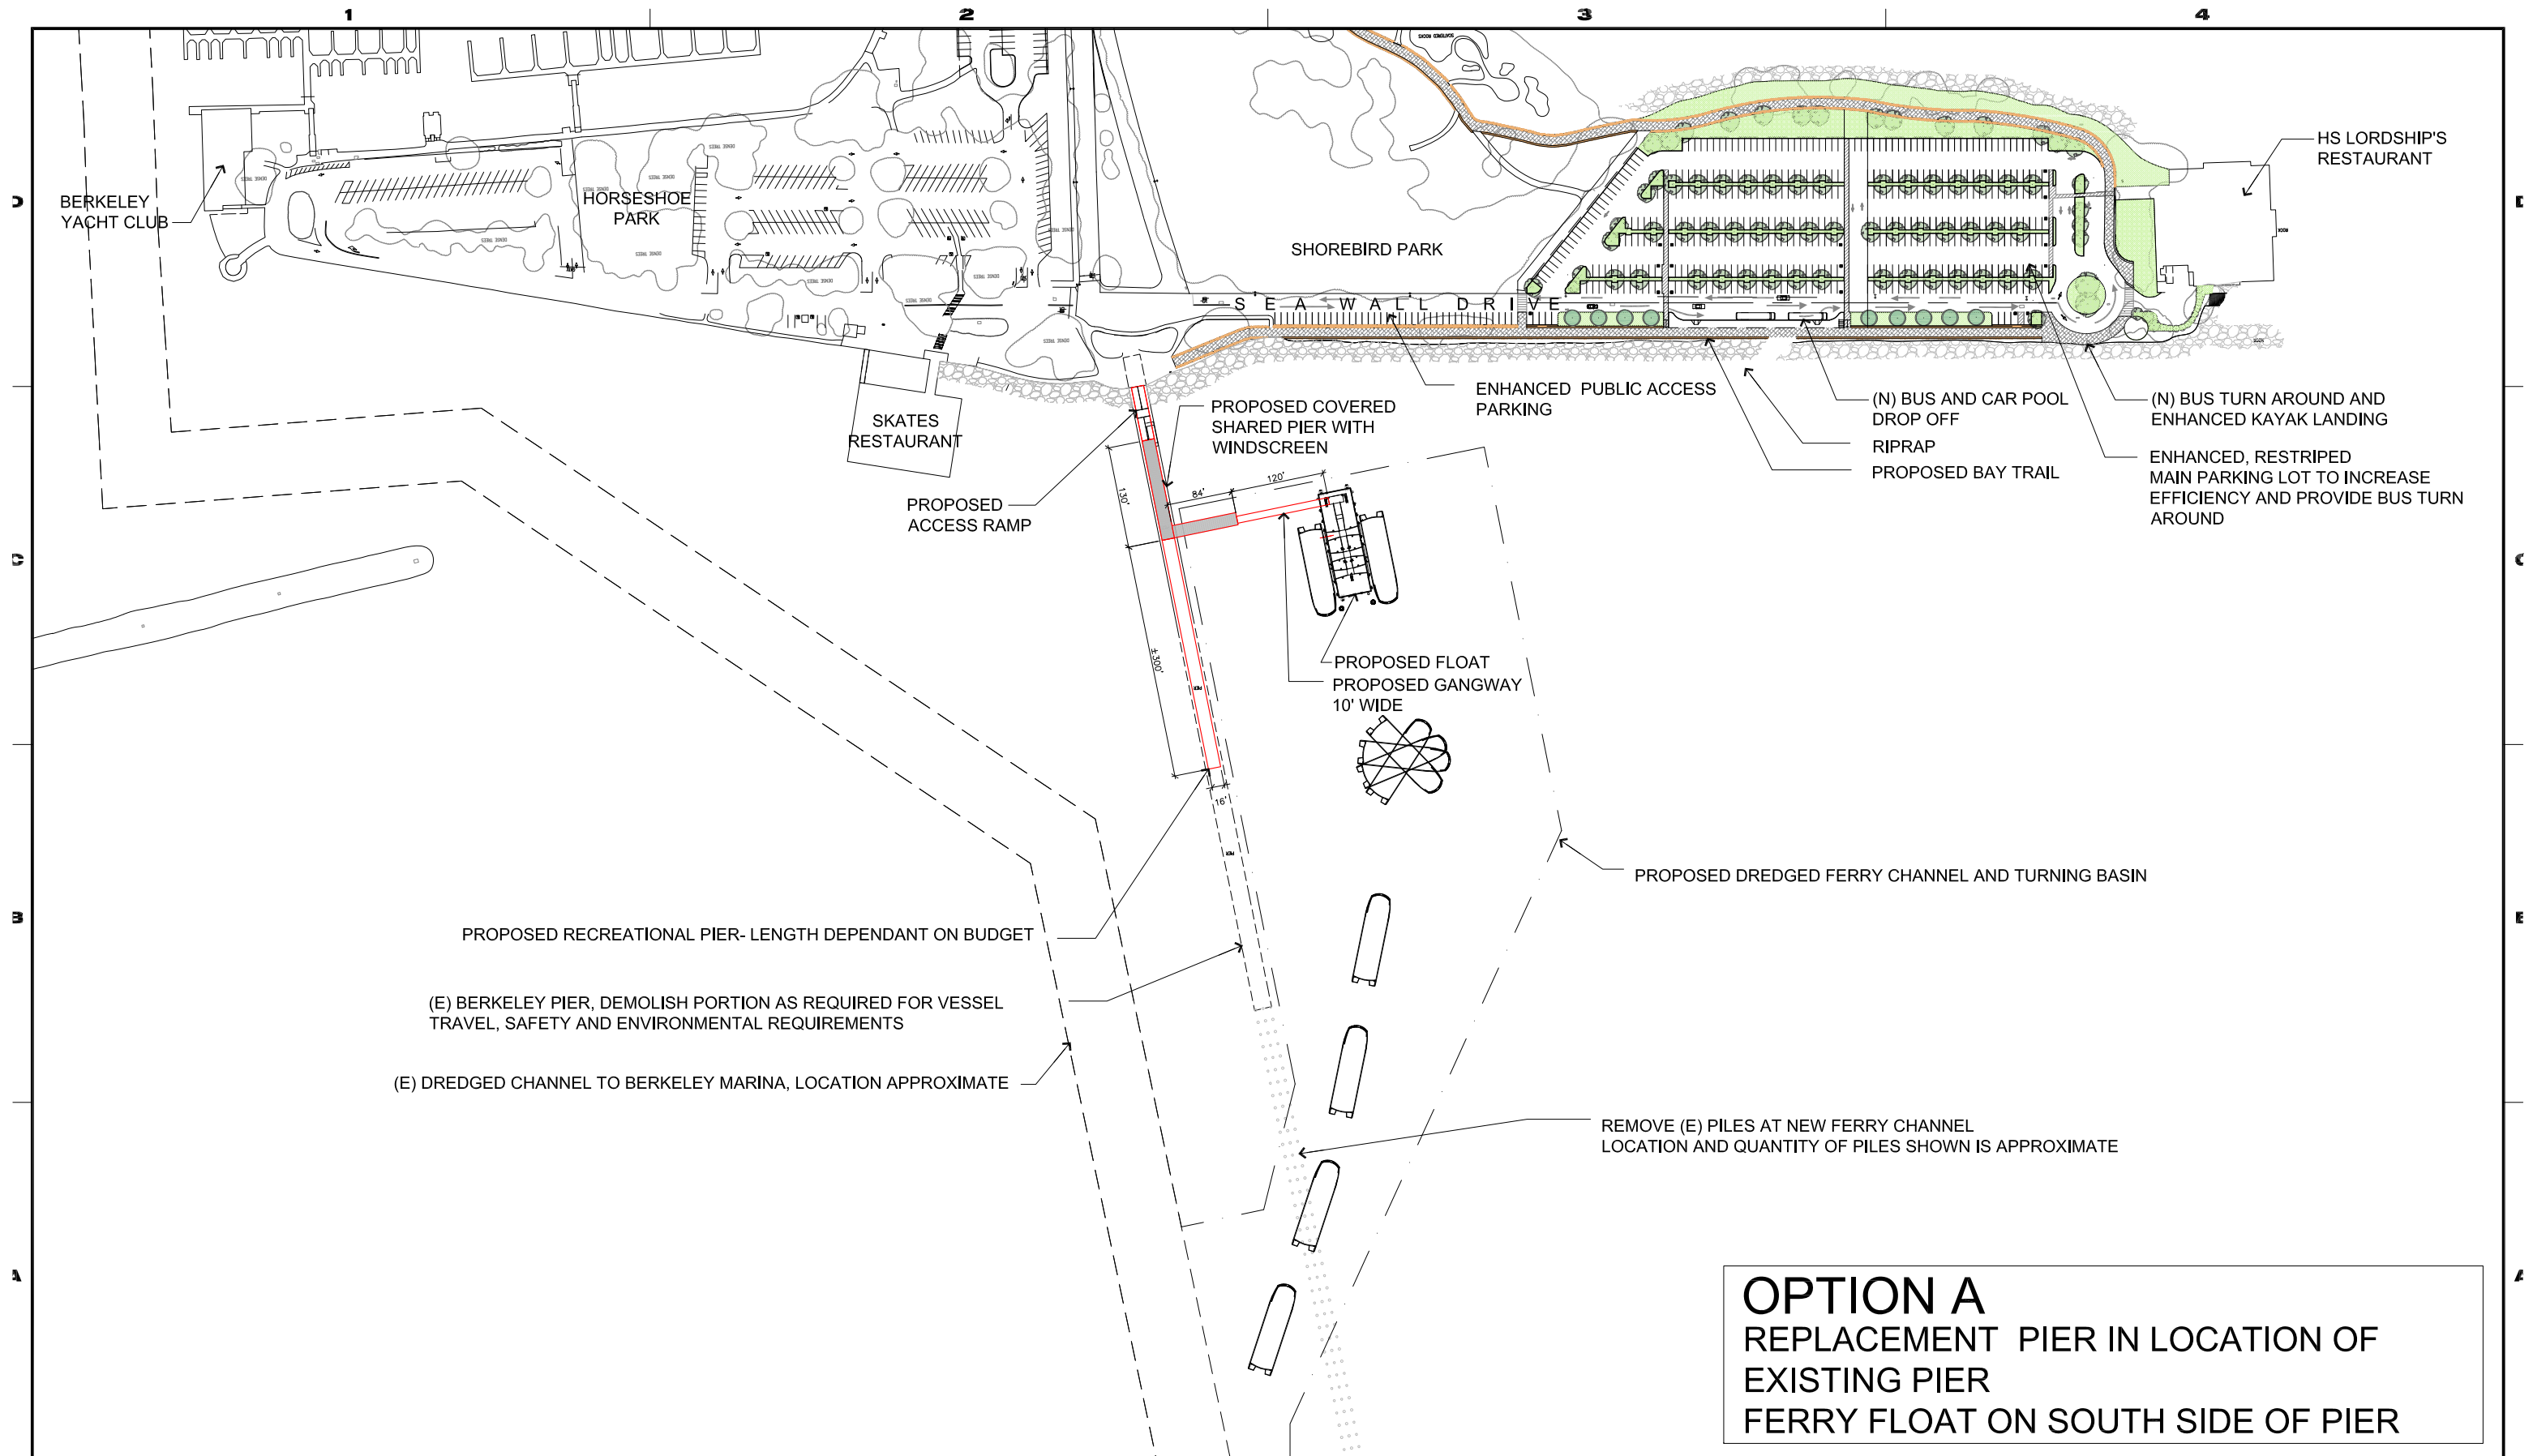 1
2
3
4
D
C
B
A
BERKELEY
YACHT CLUB
HORSESHOE
PARK
SHOREBIRD PARK
HS LORDSHIP'S
RESTAURANT
SEAWALL DRIVE
SKATES
RESTAURANT
PROPOSED COVERED
SHARED PIER WITH
WINDSCREEN
ENHANCED PUBLIC ACCESS
PARKING
(N) BUS AND CAR POOL
DROP OFF
RIPRAP
PROPOSED BAY TRAIL
(N) BUS TURN AROUND AND
ENHANCED KAYAK LANDING
ENHANCED, RESTRIPED
MAIN PARKING LOT TO INCREASE
EFFICIENCY AND PROVIDE BUS TURN
AROUND
PROPOSED
ACCESS RAMP
130'
84'
120'
±300'
16'
PROPOSED FLOAT
PROPOSED GANGWAY
10' WIDE
PROPOSED DREDGED FERRY CHANNEL AND TURNING BASIN
PROPOSED RECREATIONAL PIER- LENGTH DEPENDANT ON BUDGET
(E) BERKELEY PIER, DEMOLISH PORTION AS REQUIRED FOR VESSEL
TRAVEL, SAFETY AND ENVIRONMENTAL REQUIREMENTS
(E) DREDGED CHANNEL TO BERKELEY MARINA, LOCATION APPROXIMATE
REMOVE (E) PILES AT NEW FERRY CHANNEL
LOCATION AND QUANTITY OF PILES SHOWN IS APPROXIMATE
OPTION A
REPLACEMENT PIER IN LOCATION OF
EXISTING PIER
FERRY FLOAT ON SOUTH SIDE OF PIER